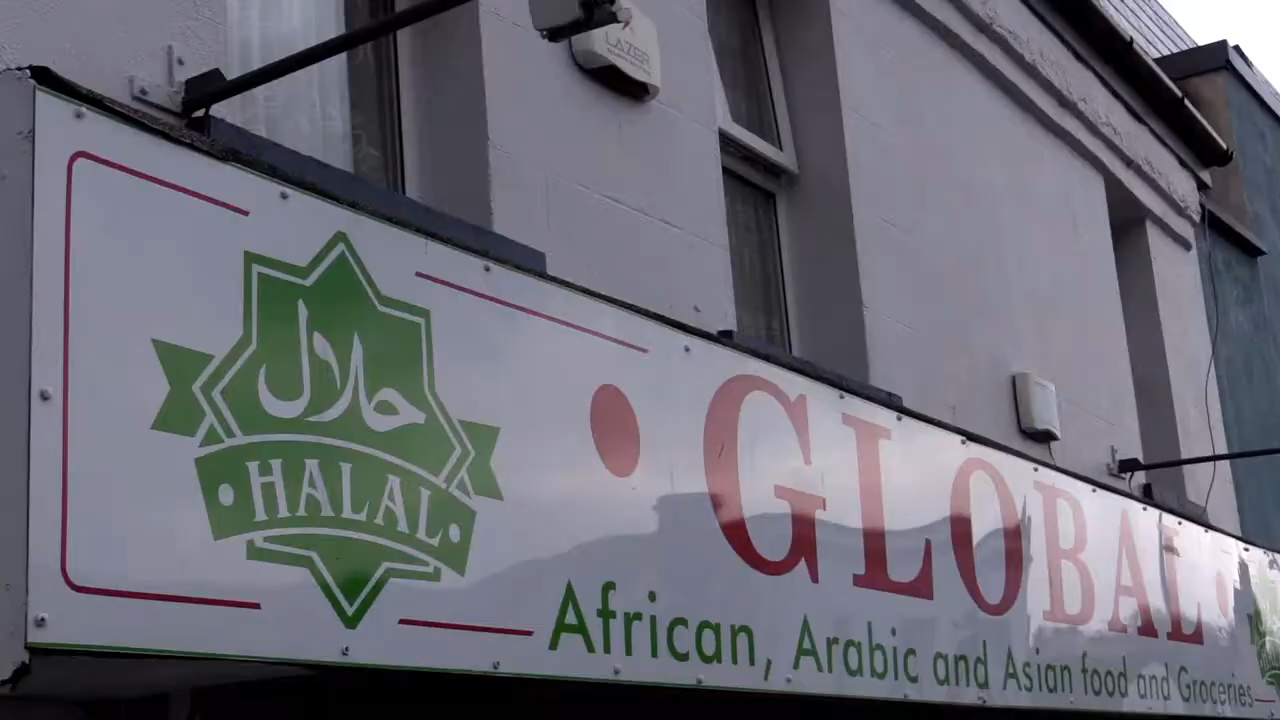 LAZER
حلال
HALAL
GLOBAL
African, Arabic and Asian food and Groceries